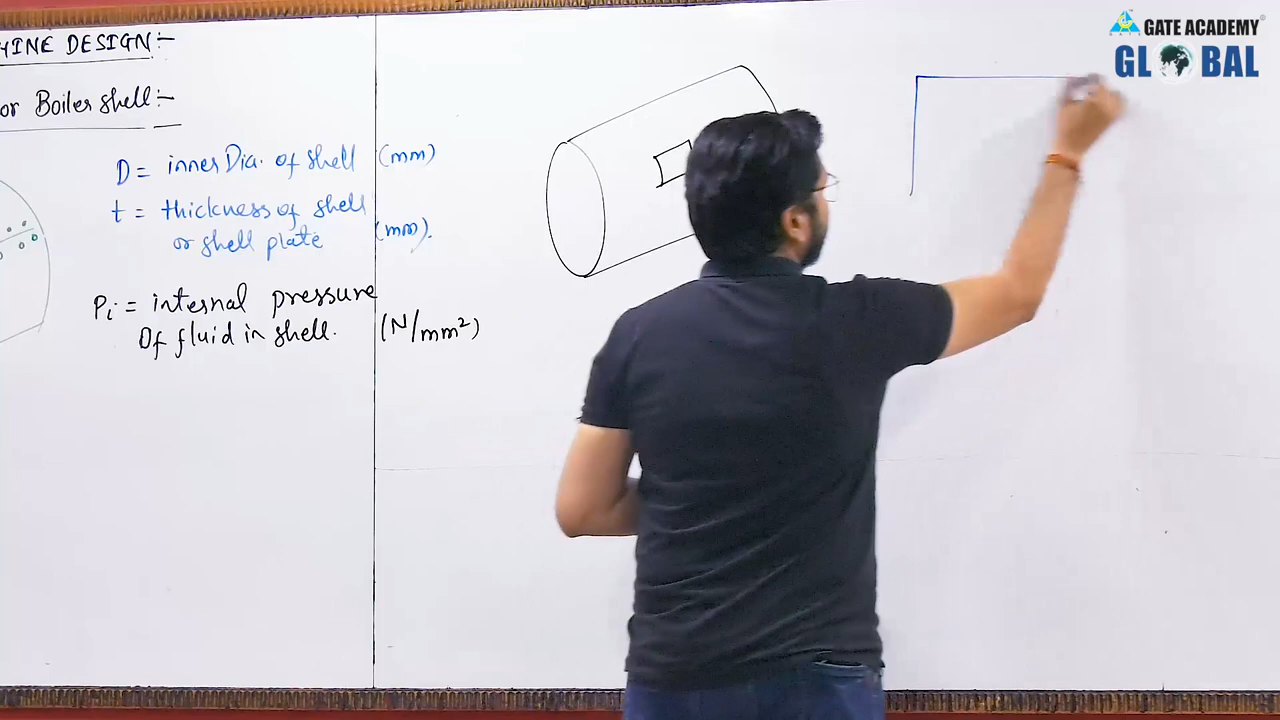 HINE DESIGN:-
or Boiler shell:-
D = inner Dia. of shell (mm)
t = thickness of shell
or shell plate (mm).
Pi = internal pressure
Of fluid in shell. (N/mm²)
GATE ACADEMY
GLOBAL